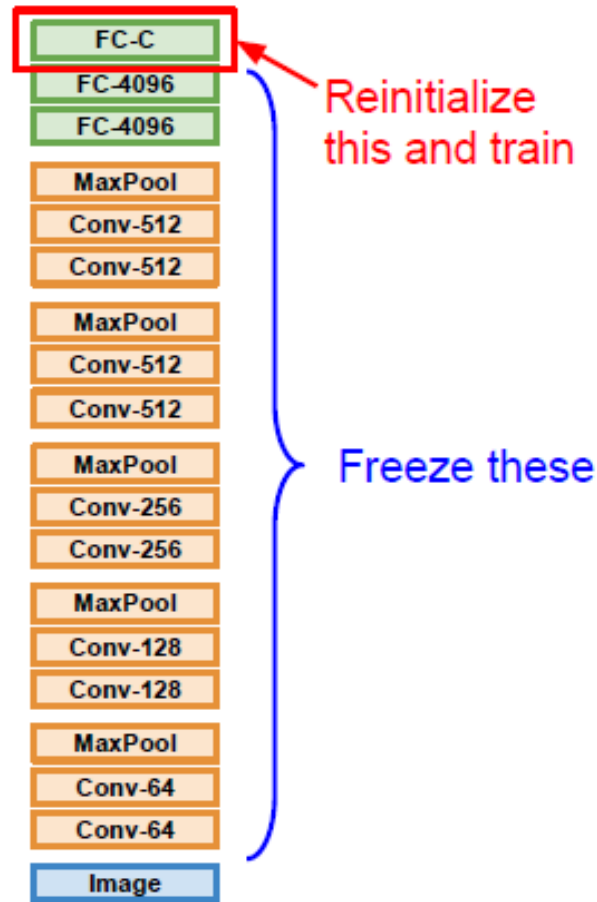 FC-C
FC-4096
FC-4096
Reinitialize
this and train
MaxPool
Conv-512
Conv-512
MaxPool
Conv-512
Conv-512
MaxPool
Conv-256
Conv-256
Freeze these
MaxPool
Conv-128
Conv-128
MaxPool
Conv-64
Conv-64
Image